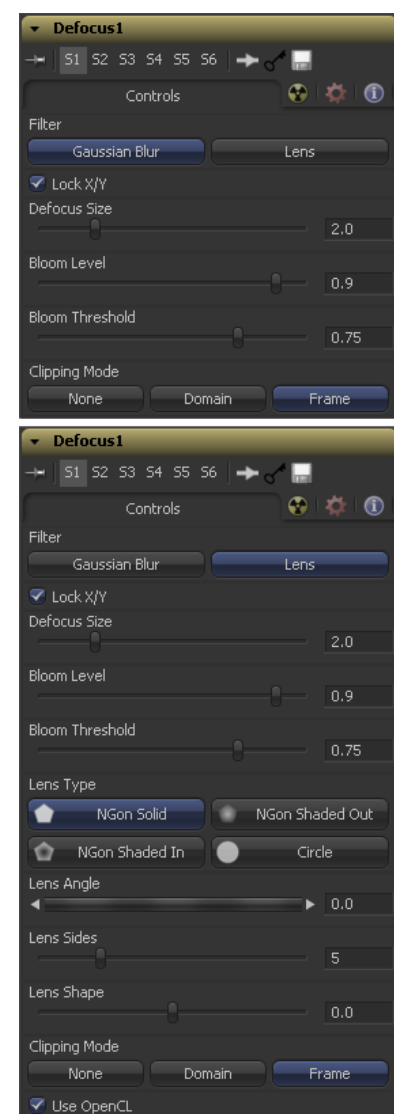 Defocus1
S1 S2 S3 S4 S5 S6
Controls
Filter
Gaussian Blur Lens
Lock X/Y
Defocus Size
2.0
Bloom Level
0.9
Bloom Threshold
0.75
Clipping Mode
None Domain Frame
Defocus1
S1 S2 S3 S4 S5 S6
Controls
Filter
Gaussian Blur Lens
Lock X/Y
Defocus Size
2.0
Bloom Level
0.9
Bloom Threshold
0.75
Lens Type
NGon Solid NGon Shaded Out
NGon Shaded In Circle
Lens Angle
0.0
Lens Sides
5
Lens Shape
0.0
Clipping Mode
None Domain Frame
Use OpenCL